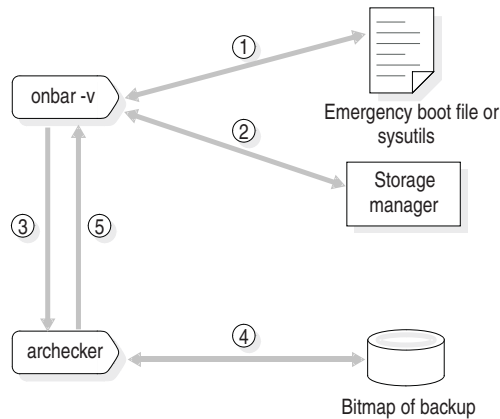 1
onbar -v
Emergency boot file or
sysutils
2
Storage
manager
3
5
archecker
4
Bitmap of backup